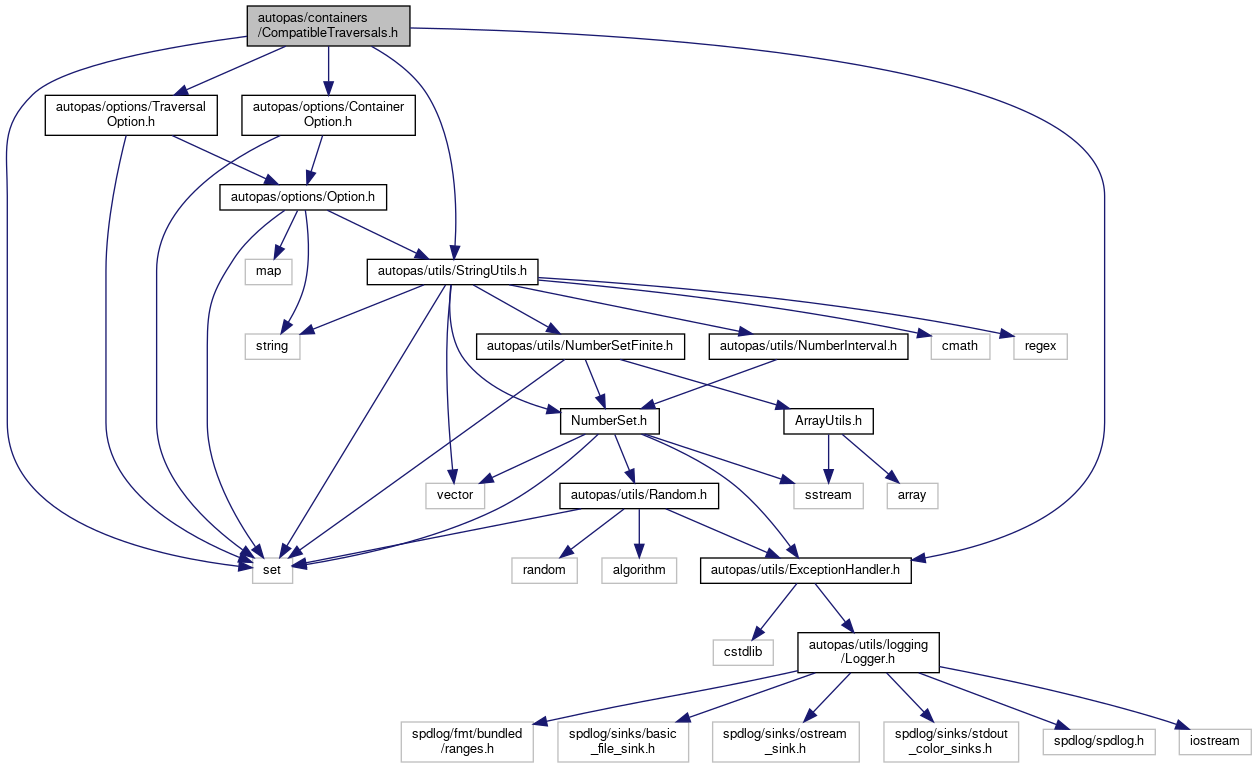 autopas/containers
/CompatibleTraversals.h
autopas/options/Traversal
Option.h
autopas/options/Container
Option.h
autopas/options/Option.h
map
autopas/utils/StringUtils.h
string
autopas/utils/NumberSetFinite.h
autopas/utils/NumberInterval.h
cmath
regex
NumberSet.h
ArrayUtils.h
vector
autopas/utils/Random.h
sstream
array
set
random
algorithm
autopas/utils/ExceptionHandler.h
cstdlib
autopas/utils/logging
/Logger.h
spdlog/fmt/bundled
/ranges.h
spdlog/sinks/basic
_file_sink.h
spdlog/sinks/ostream
_sink.h
spdlog/sinks/stdout
_color_sinks.h
spdlog/spdlog.h
iostream